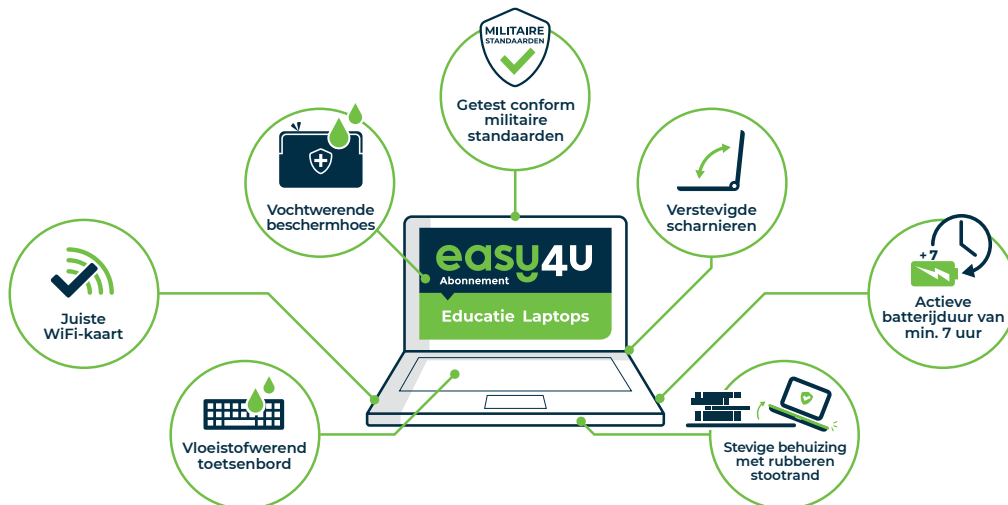 MILITAIRE
STANDAARDEN
Getest conform
militaire
standaarden
Vochtwerende
beschermhoes
Verstevigde
scharnieren
easy4u
Abonnement
Educatie Laptops
Juiste
WiFi-kaart
+7
Actieve
batterijduur van
min. 7 uur
Vloeistofwerend
toetsenbord
Stevige behuizing
met rubberen
stootrand